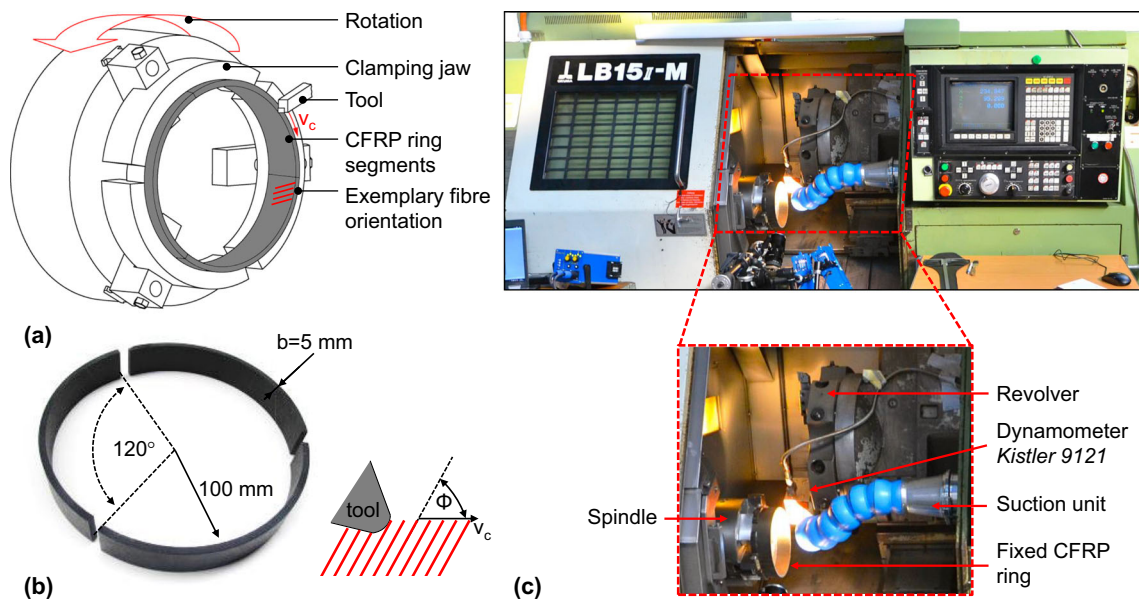 Rotation
Clamping jaw
Tool
v_c
CFRP ring
segments
Exemplary fibre
orientation
(a)
b=5 mm
120°
100 mm
tool
Φ
v_c
(b)
LB15I-M
Revolver
Dynamometer
Kistler 9121
Suction unit
Spindle
Fixed CFRP
ring
(c)